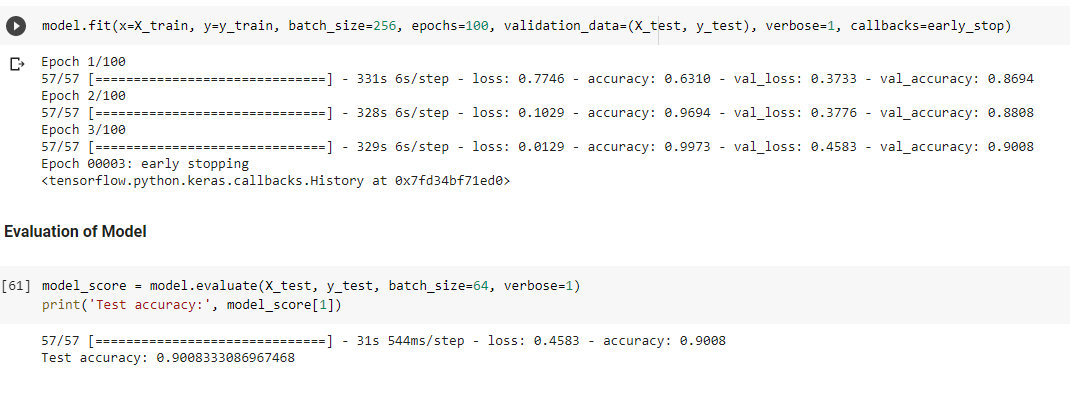 model.fit(x=X_train, y=y_train, batch_size=256, epochs=100, validation_data=(X_test, y_test), verbose=1, callbacks=early_stop)
Epoch 1/100
57/57 [==============================] - 331s 6s/step - loss: 0.7746 - accuracy: 0.6310 - val_loss: 0.3733 - val_accuracy: 0.8694
Epoch 2/100
57/57 [==============================] - 328s 6s/step - loss: 0.1029 - accuracy: 0.9694 - val_loss: 0.3776 - val_accuracy: 0.8808
Epoch 3/100
57/57 [==============================] - 329s 6s/step - loss: 0.0129 - accuracy: 0.9973 - val_loss: 0.4583 - val_accuracy: 0.9008
Epoch 00003: early stopping
<tensorflow.python.keras.callbacks.History at 0x7fd34bf71ed0>
Evaluation of Model
[61] model_score = model.evaluate(X_test, y_test, batch_size=64, verbose=1)
print('Test accuracy:', model_score[1])
57/57 [==============================] - 31s 544ms/step - loss: 0.4583 - accuracy: 0.9008
Test accuracy: 0.9008333086967468